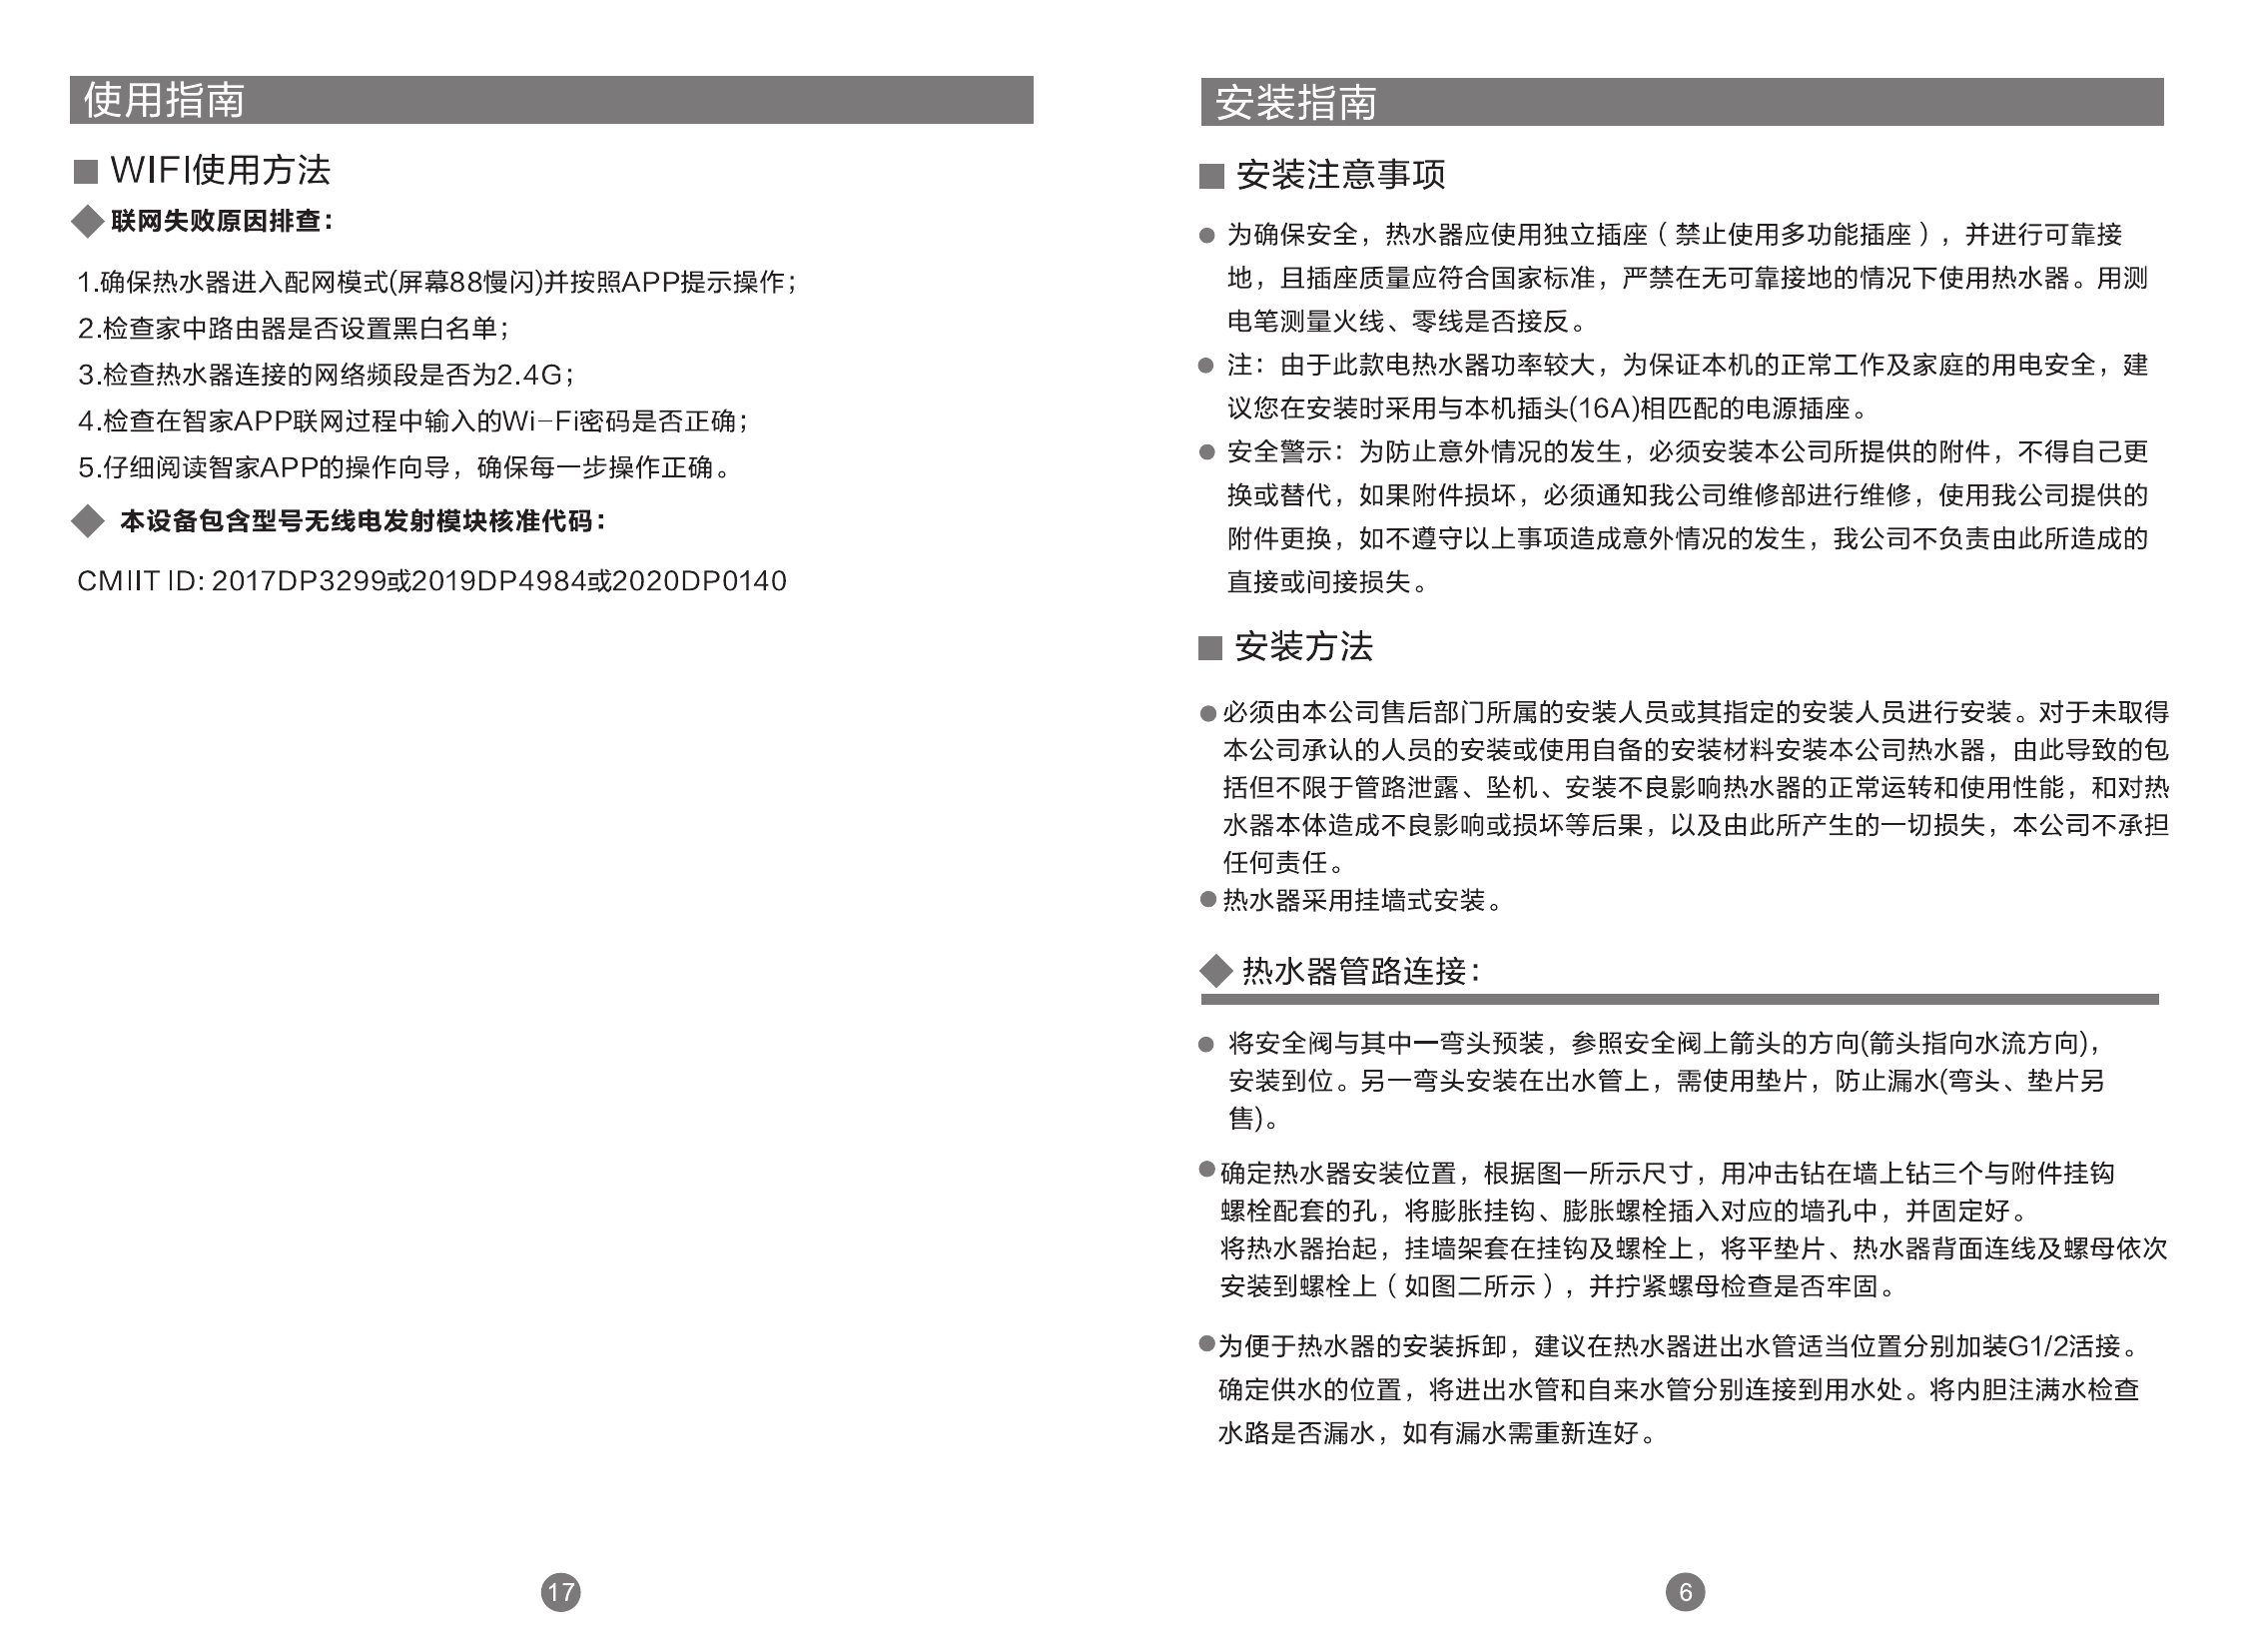 使用指南
WIFI使用方法
联网失败原因排查：
1.确保热水器进入配网模式(屏幕88慢闪)并按照APP提示操作；
2.检查家中路由器是否设置黑白名单；
3.检查热水器连接的网络频段是否为2.4G；
4.检查在智家APP联网过程中输入的Wi-Fi密码是否正确；
5.仔细阅读智家APP的操作向导，确保每一步操作正确。
本设备包含型号无线电发射模块核准代码：
CMIIT ID: 2017DP3299或2019DP4984或2020DP0140
17
安装指南
安装注意事项
为确保安全，热水器应使用独立插座（禁止使用多功能插座），并进行可靠接
地，且插座质量应符合国家标准，严禁在无可靠接地的情况下使用热水器。用测
电笔测量火线、零线是否接反。
注：由于此款电热水器功率较大，为保证本机的正常工作及家庭的用电安全，建
议您在安装时采用与本机插头(16A)相匹配的电源插座。
安全警示：为防止意外情况的发生，必须安装本公司所提供的附件，不得自己更
换或替代，如果附件损坏，必须通知我公司维修部进行维修，使用我公司提供的
附件更换，如不遵守以上事项造成意外情况的发生，我公司不负责由此所造成的
直接或间接损失。
安装方法
必须由本公司售后部门所属的安装人员或其指定的安装人员进行安装。对于未取得
本公司承认的人员的安装或使用自备的安装材料安装本公司热水器，由此导致的包
括但不限于管路泄露、坠机、安装不良影响热水器的正常运转和使用性能，和对热
水器本体造成不良影响或损坏等后果，以及由此所产生的一切损失，本公司不承担
任何责任。
热水器采用挂墙式安装。
热水器管路连接：
将安全阀与其中一弯头预装，参照安全阀上箭头的方向(箭头指向水流方向)，
安装到位。另一弯头安装在出水管上，需使用垫片，防止漏水(弯头、垫片另
售)。
确定热水器安装位置，根据图一所示尺寸，用冲击钻在墙上钻三个与附件挂钩
螺栓配套的孔，将膨胀挂钩、膨胀螺栓插入对应的墙孔中，并固定好。
将热水器抬起，挂墙架套在挂钩及螺栓上，将平垫片、热水器背面连线及螺母依次
安装到螺栓上（如图二所示），并拧紧螺母检查是否牢固。
为便于热水器的安装拆卸，建议在热水器进出水管适当位置分别加装G1/2活接。
确定供水的位置，将进出水管和自来水管分别连接到用水处。将内胆注满水检查
水路是否漏水，如有漏水需重新连好。
6